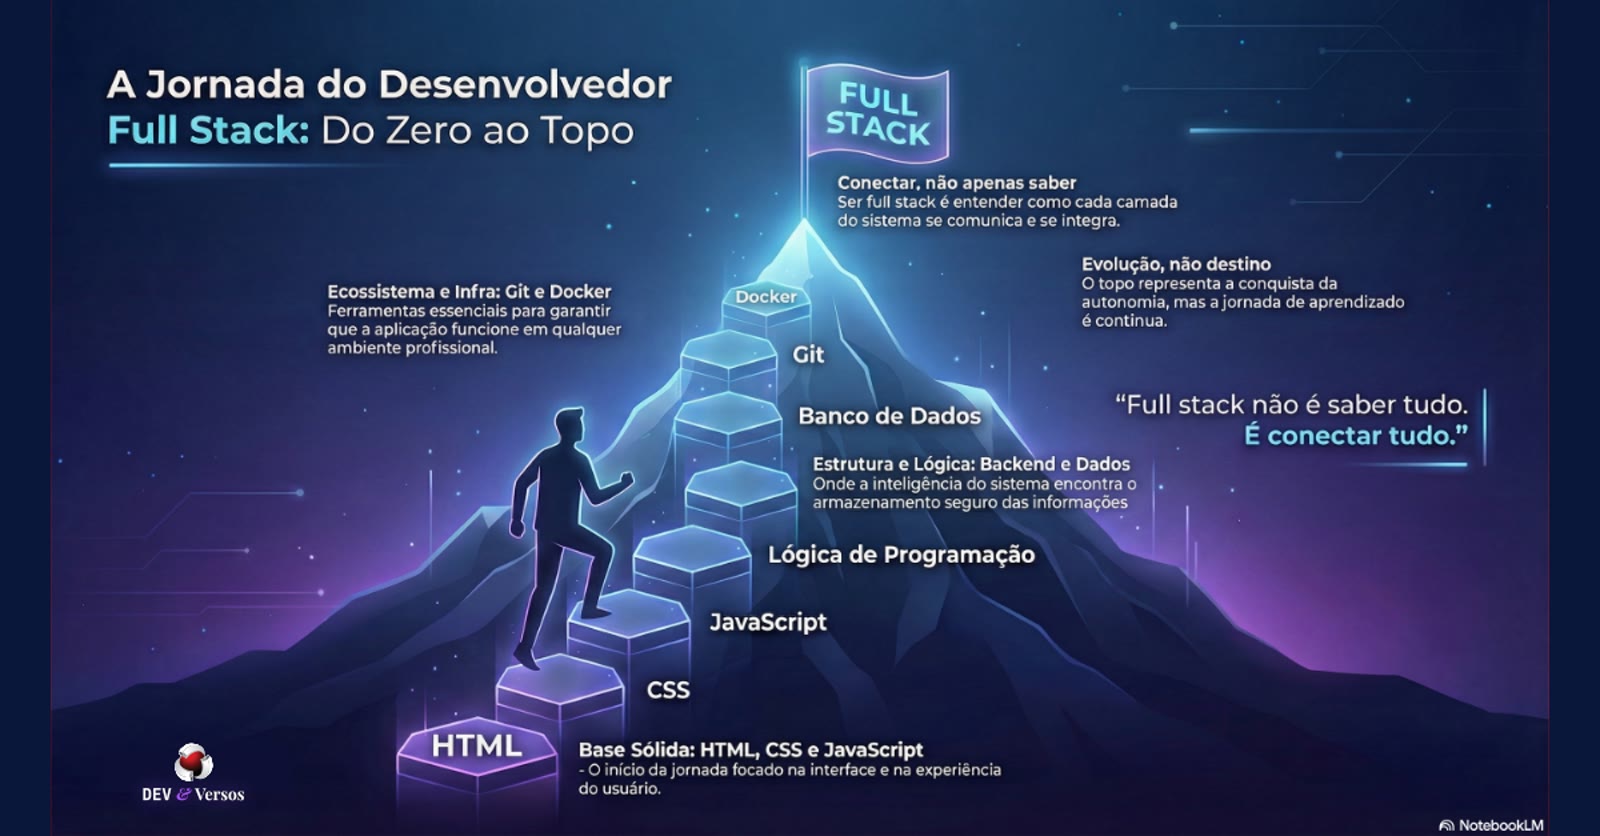 A Jornada do Desenvolvedor
Full Stack: Do Zero ao Topo
FULL
STACK
Conectar, não apenas saber
Ser full stack é entender como cada camada
do sistema se comunica e se integra.
Evolução, não destino
O topo representa a conquista da
autonomia, mas a jornada de aprendizado
é continua.
Ecossistema e Infra: Git e Docker
Ferramentas essenciais para garantir
que a aplicação funcione em qualquer
ambiente profissional.
Docker
Git
Banco de Dados
“Full stack não é saber tudo.
É conectar tudo.”
Estrutura e Lógica: Backend e Dados
Onde a inteligência do sistema encontra o
armazenamento seguro das informações
Lógica de Programação
JavaScript
CSS
HTML
Base Sólida: HTML, CSS e JavaScript
- O início da jornada focado na interface e na experiência
do usuário.
DEV & Versos
NotebookLM